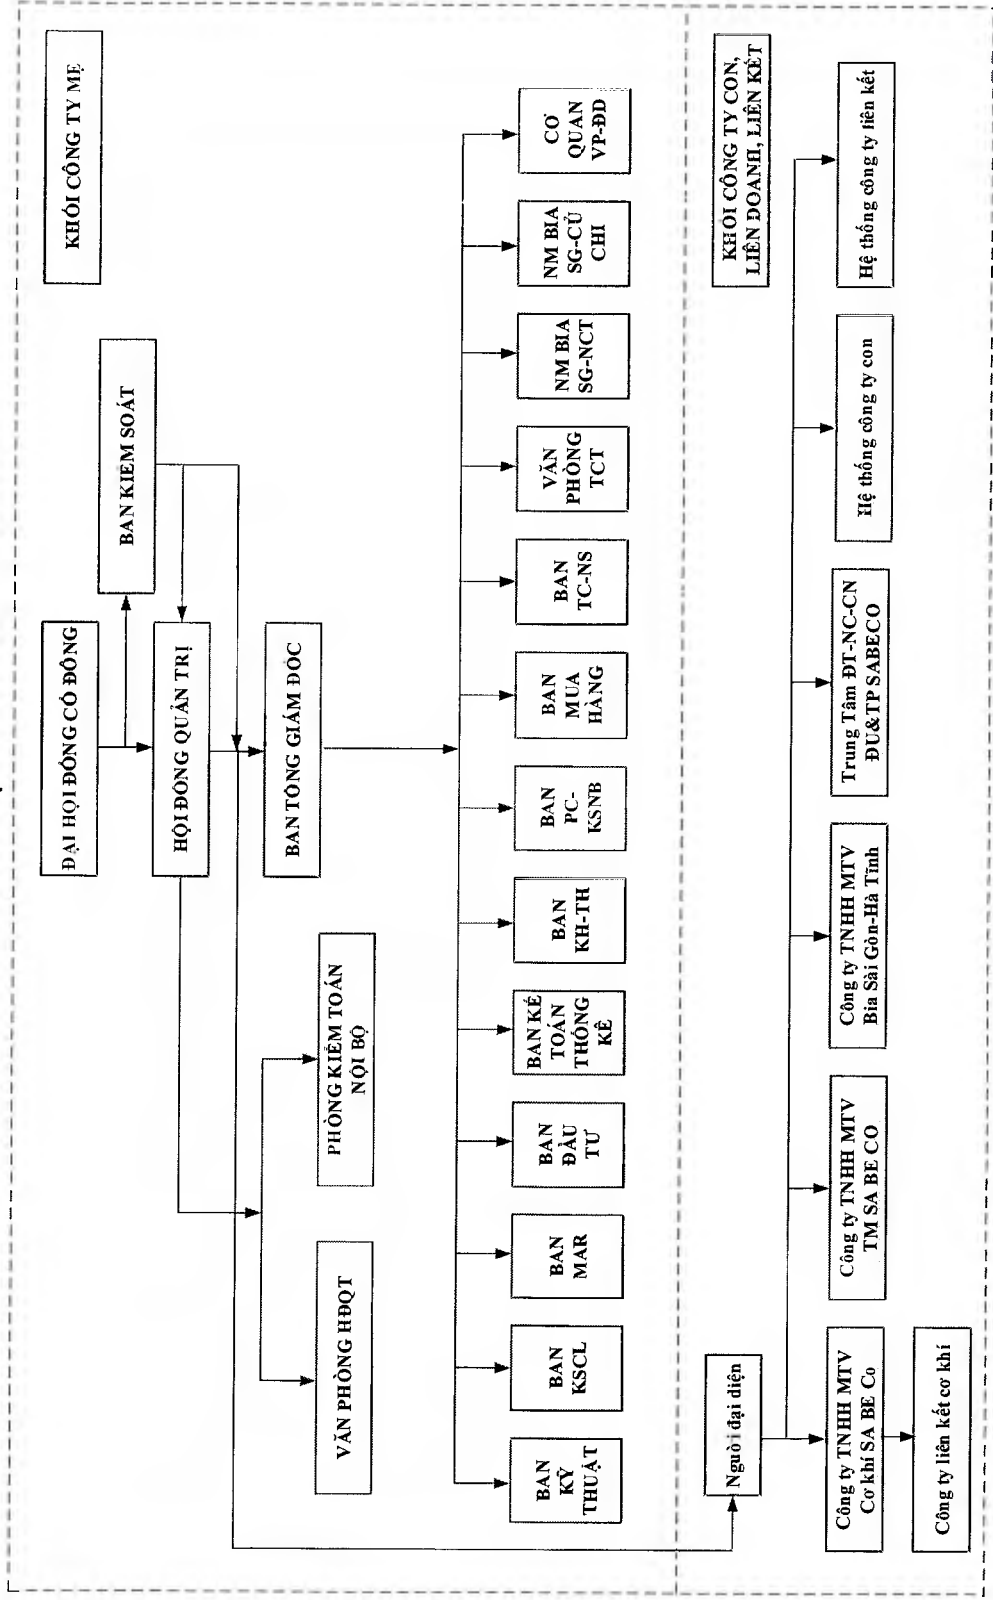 KHỐI CÔNG TY MẸ
ĐẠI HỘI ĐỒNG CỔ ĐÔNG
BAN KIỂM SOÁT
HỘI ĐỒNG QUẢN TRỊ
BAN TỔNG GIÁM ĐỐC
VĂN PHÒNG HĐQT
PHÒNG KIỂM TOÁN
NỘI BỘ
BAN
KỸ
THUẬT
BAN
KSCL
BAN
MAR
BAN
ĐẦU
TƯ
BAN KẾ
TOÁN
THỐNG
KÊ
BAN
KH-TH
BAN
PC-
KSNB
BAN
MUA
HÀNG
BAN
TC-NS
VĂN
PHÒNG
TCT
NM BIA
SG-NCT
NM BIA
SG-CỦ
CHI
CƠ
QUAN
VP-ĐD
KHỐI CÔNG TY CON,
LIÊN DOANH, LIÊN KẾT
Người đại diện
Công ty TNHH MTV
Cơ khí SA BE Co
Công ty TNHH MTV
TM SA BE CO
Công ty TNHH MTV
Bia Sài Gòn-Hà Tĩnh
Trung Tâm ĐT-NC-CN
ĐU&TP SABECO
Hệ thống công ty con
Hệ thống công ty liên kết
Công ty liên kết cơ khí